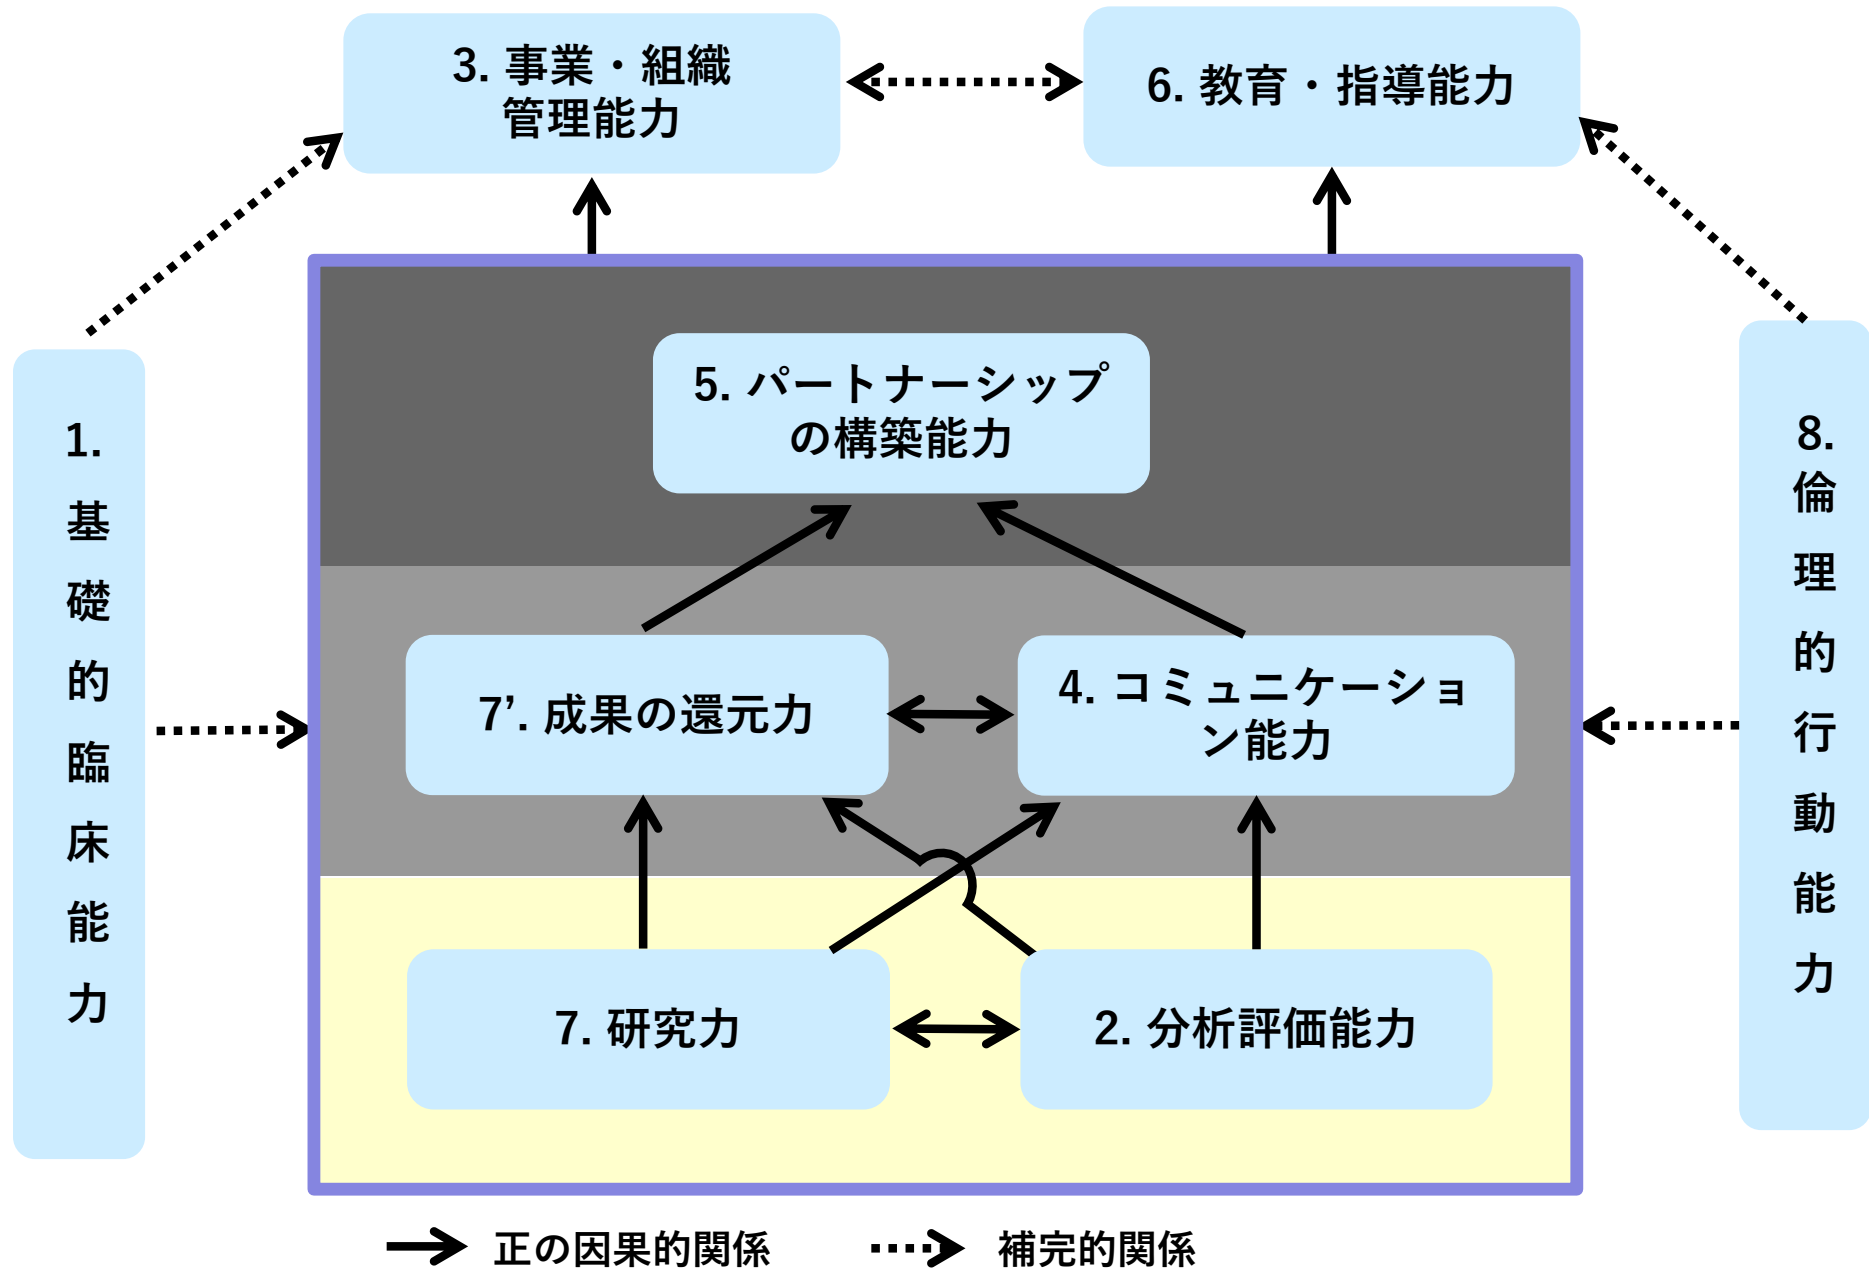 3. 事業・組織
管理能力
6. 教育・指導能力
1.
基礎的臨床能力
5. パートナーシップ
の構築能力
8.
倫理的行動能力
7’. 成果の還元力
4. コミュニケーショ
ン能力
7. 研究力
2. 分析評価能力
正の因果的関係
補完的関係